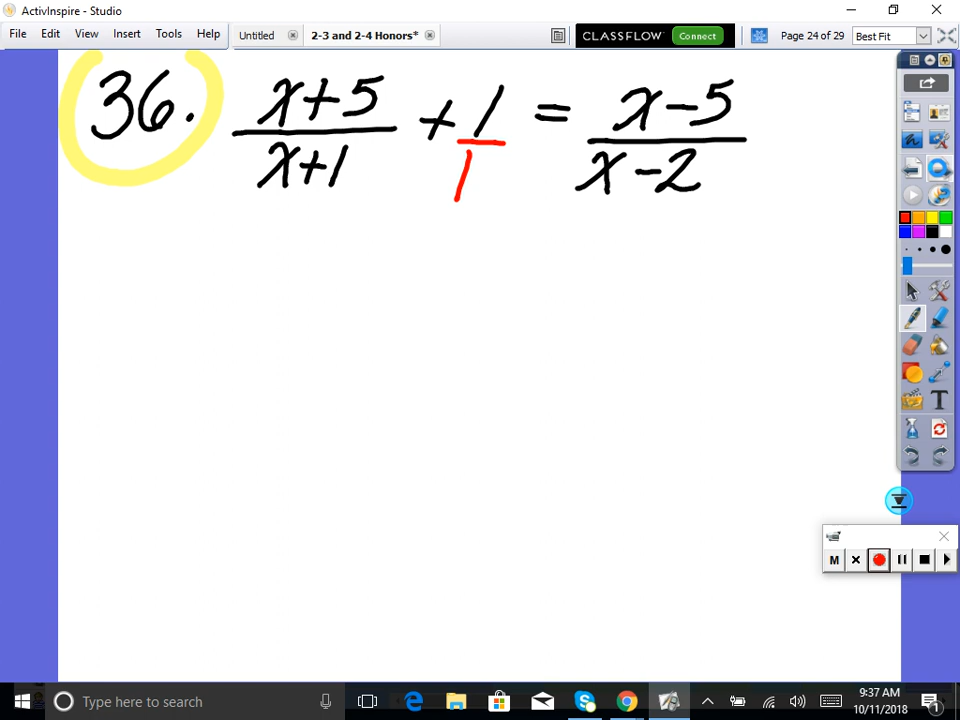 ActivInspire - Studio
File Edit View Insert Tools Help Untitled 2-3 and 2-4 Honors* CLASSFLOW Connect Page 24 of 29 Best Fit
36. x+5 + 1 = x-5
x+1 1 x-2
T
M
Type here to search
9:37 AM
10/11/2018
1